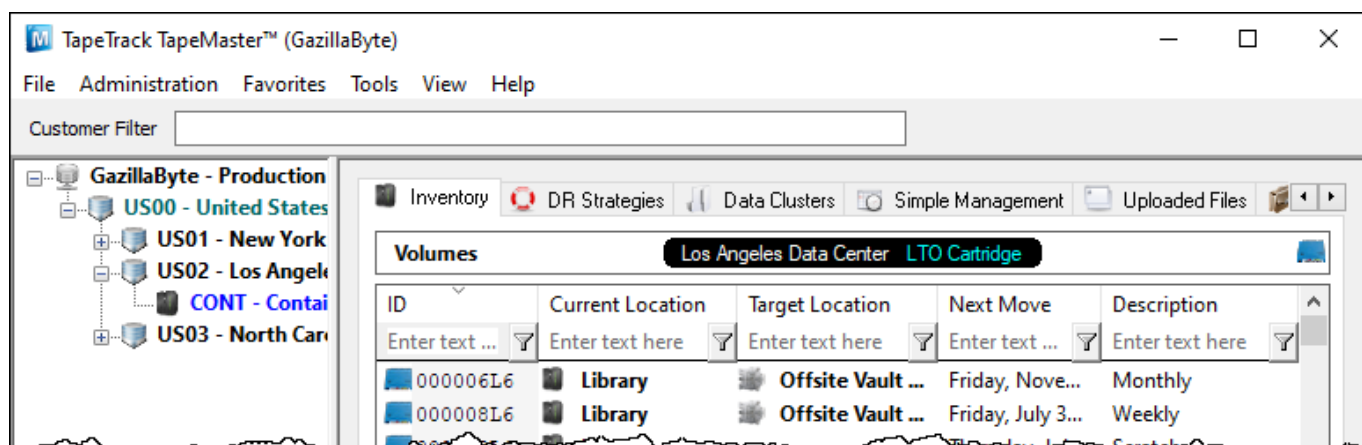 TapeTrack TapeMaster™ (GazillaByte)
File Administration Favorites Tools View Help
Customer Filter
GazillaByte - Production
US00 - United States
US01 - New York
US02 - Los Angele
CONT - Contai
US03 - North Car
Inventory DR Strategies Data Clusters Simple Management Uploaded Files
Volumes Los Angeles Data Center LTO Cartridge
ID Current Location Target Location Next Move Description
Enter text ... Enter text here Enter text here Enter text ... Enter text here
000006L6 Library Offsite Vault ... Friday, Nove... Monthly
000008L6 Library Offsite Vault ... Friday, July 3... Weekly